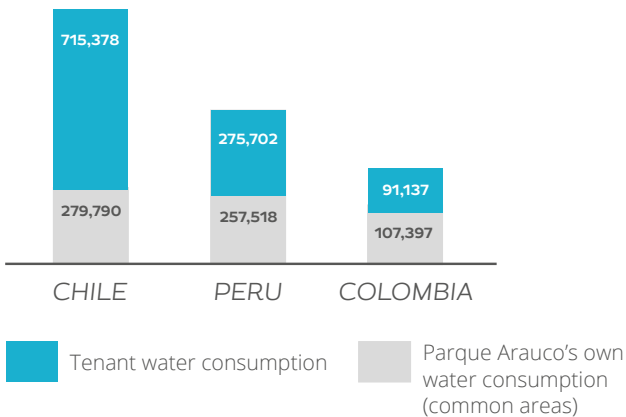 715,378
275,702
91,137
279,790
257,518
107,397
CHILE
PERU
COLOMBIA
Tenant water consumption
Parque Arauco’s own
water consumption
(common areas)